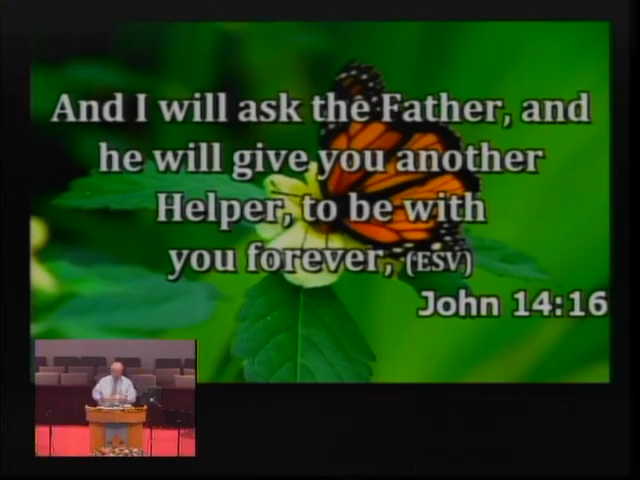 And I will ask the Father, and
he will give you another
Helper, to be with
you forever, (ESV)
John 14:16